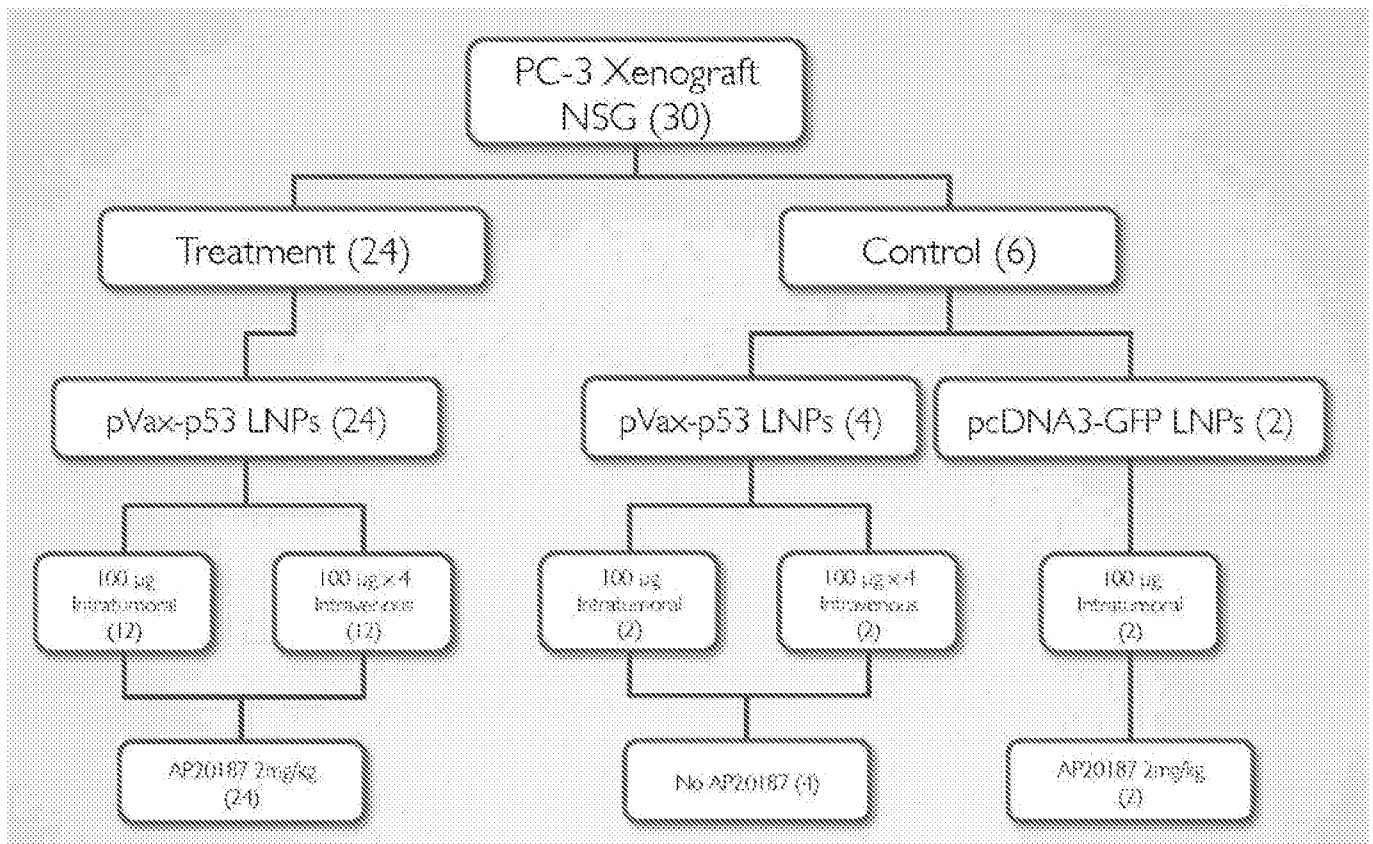 PC-3 Xenograft
NSG (30)
Treatment (24)
Control (6)
pVax-p53 LNPs (24)
pVax-p53 LNPs (4)
pcDNA3-GFP LNPs (2)
100 µg
Intratumoral
(12)
100 µg x 4
Intravenous
(12)
100 µg
Intratumoral
(2)
100 µg x 4
Intravenous
(2)
100 µg
Intratumoral
(2)
AP20187 2mg/kg
(24)
No AP20187 (4)
AP20187 2mg/kg
(2)